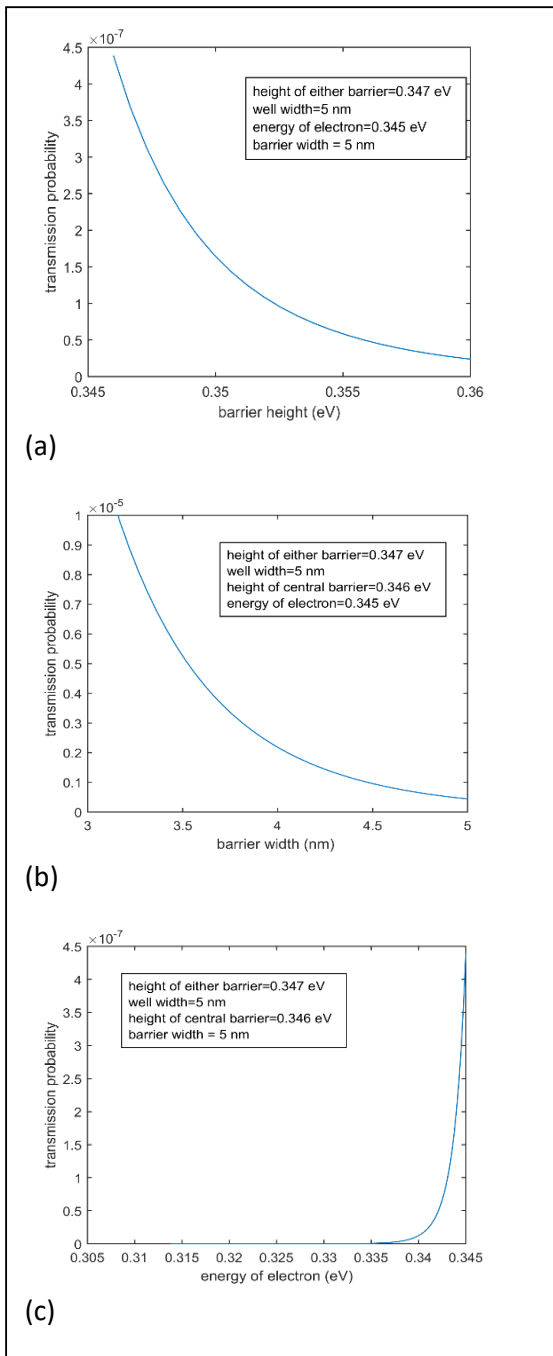 ×10-7
4.5
4
3.5
3
2.5
2
1.5
1
0.5
0
transmission probability
height of either barrier=0.347 eV
well width=5 nm
energy of electron=0.345 eV
barrier width = 5 nm
0.345 0.35 0.355 0.36
barrier height (eV)
(a)
×10-5
1
0.9
0.8
0.7
0.6
0.5
0.4
0.3
0.2
0.1
0
transmission probability
height of either barrier=0.347 eV
well width=5 nm
height of central barrier=0.346 eV
energy of electron=0.345 eV
3 3.5 4 4.5 5
barrier width (nm)
(b)
×10-7
4.5
4
3.5
3
2.5
2
1.5
1
0.5
0
transmission probability
height of either barrier=0.347 eV
well width=5 nm
height of central barrier=0.346 eV
barrier width = 5 nm
0.305 0.31 0.315 0.32 0.325 0.33 0.335 0.34 0.345
energy of electron (eV)
(c)